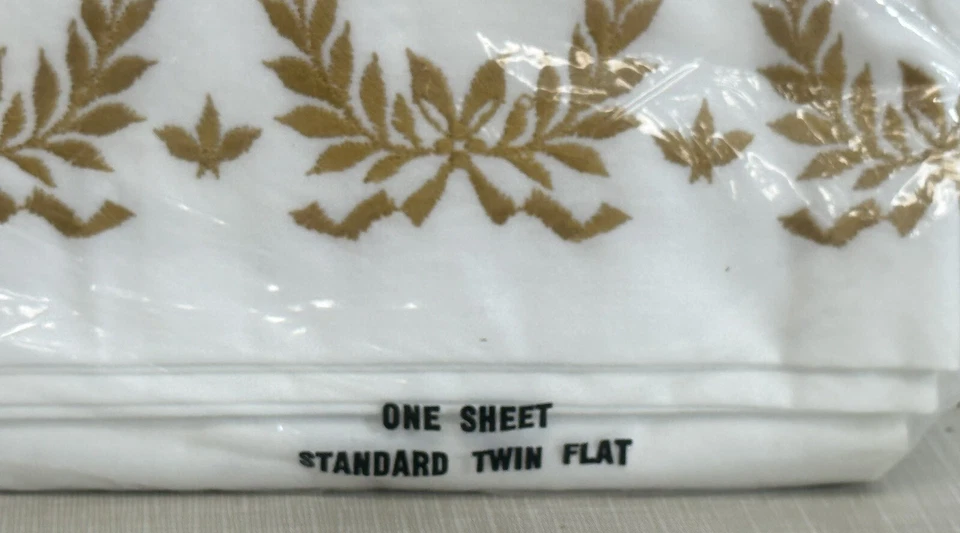 ONE SHEET
STANDARD TWIN FLAT